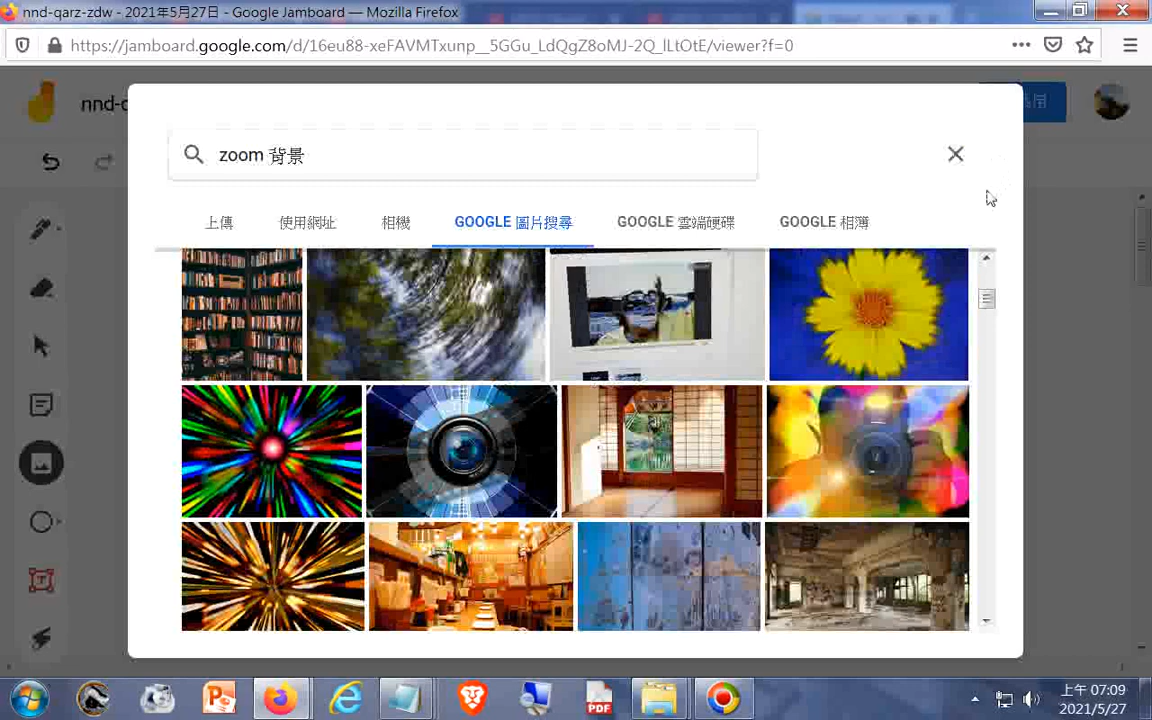 nnd-qarz-zdw - 2021年5月27日 - Google Jamboard — Mozilla Firefox
https://jamboard.google.com/d/16eu88-xeFAVMTxunp__5GGu_LdQgZ8oMJ-2Q_lLtOtE/viewer?f=0
nnd-
zoom 背景
上傳 使用網址 相機 GOOGLE 圖片搜尋 GOOGLE 雲端硬碟 GOOGLE 相簿
T
PDF
上午 07:09
2021/5/27